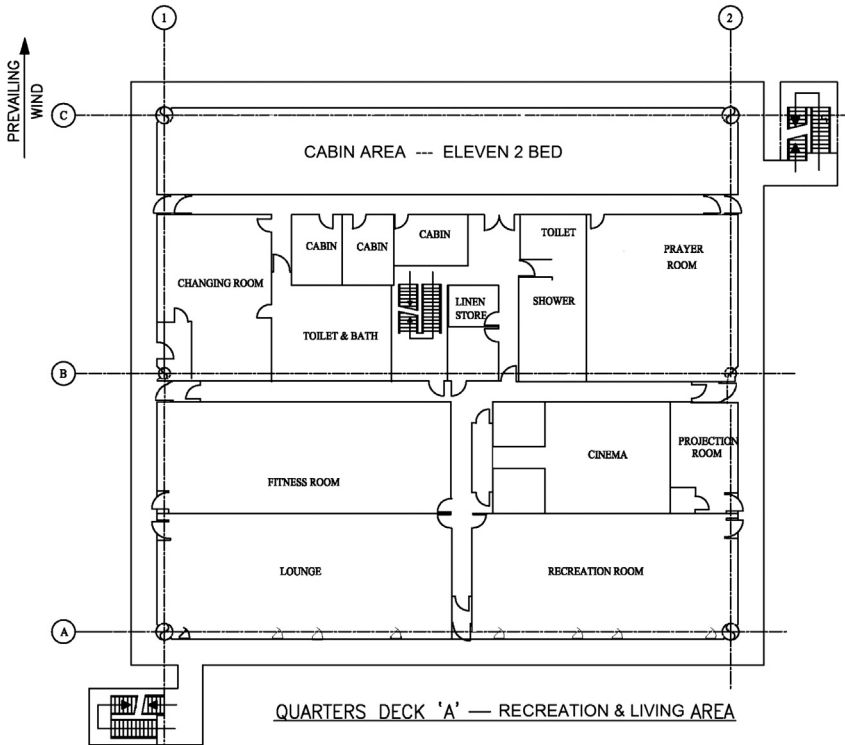 1
2
PREVAILING
WIND
C
CABIN AREA --- ELEVEN 2 BED
CABIN
CABIN
CABIN
TOILET
PRAYER
ROOM
CHANGING ROOM
LINEN
STORE
SHOWER
TOILET & BATH
B
FITNESS ROOM
CINEMA
PROJECTION
ROOM
LOUNGE
RECREATION ROOM
A
QUARTERS DECK 'A' — RECREATION & LIVING AREA